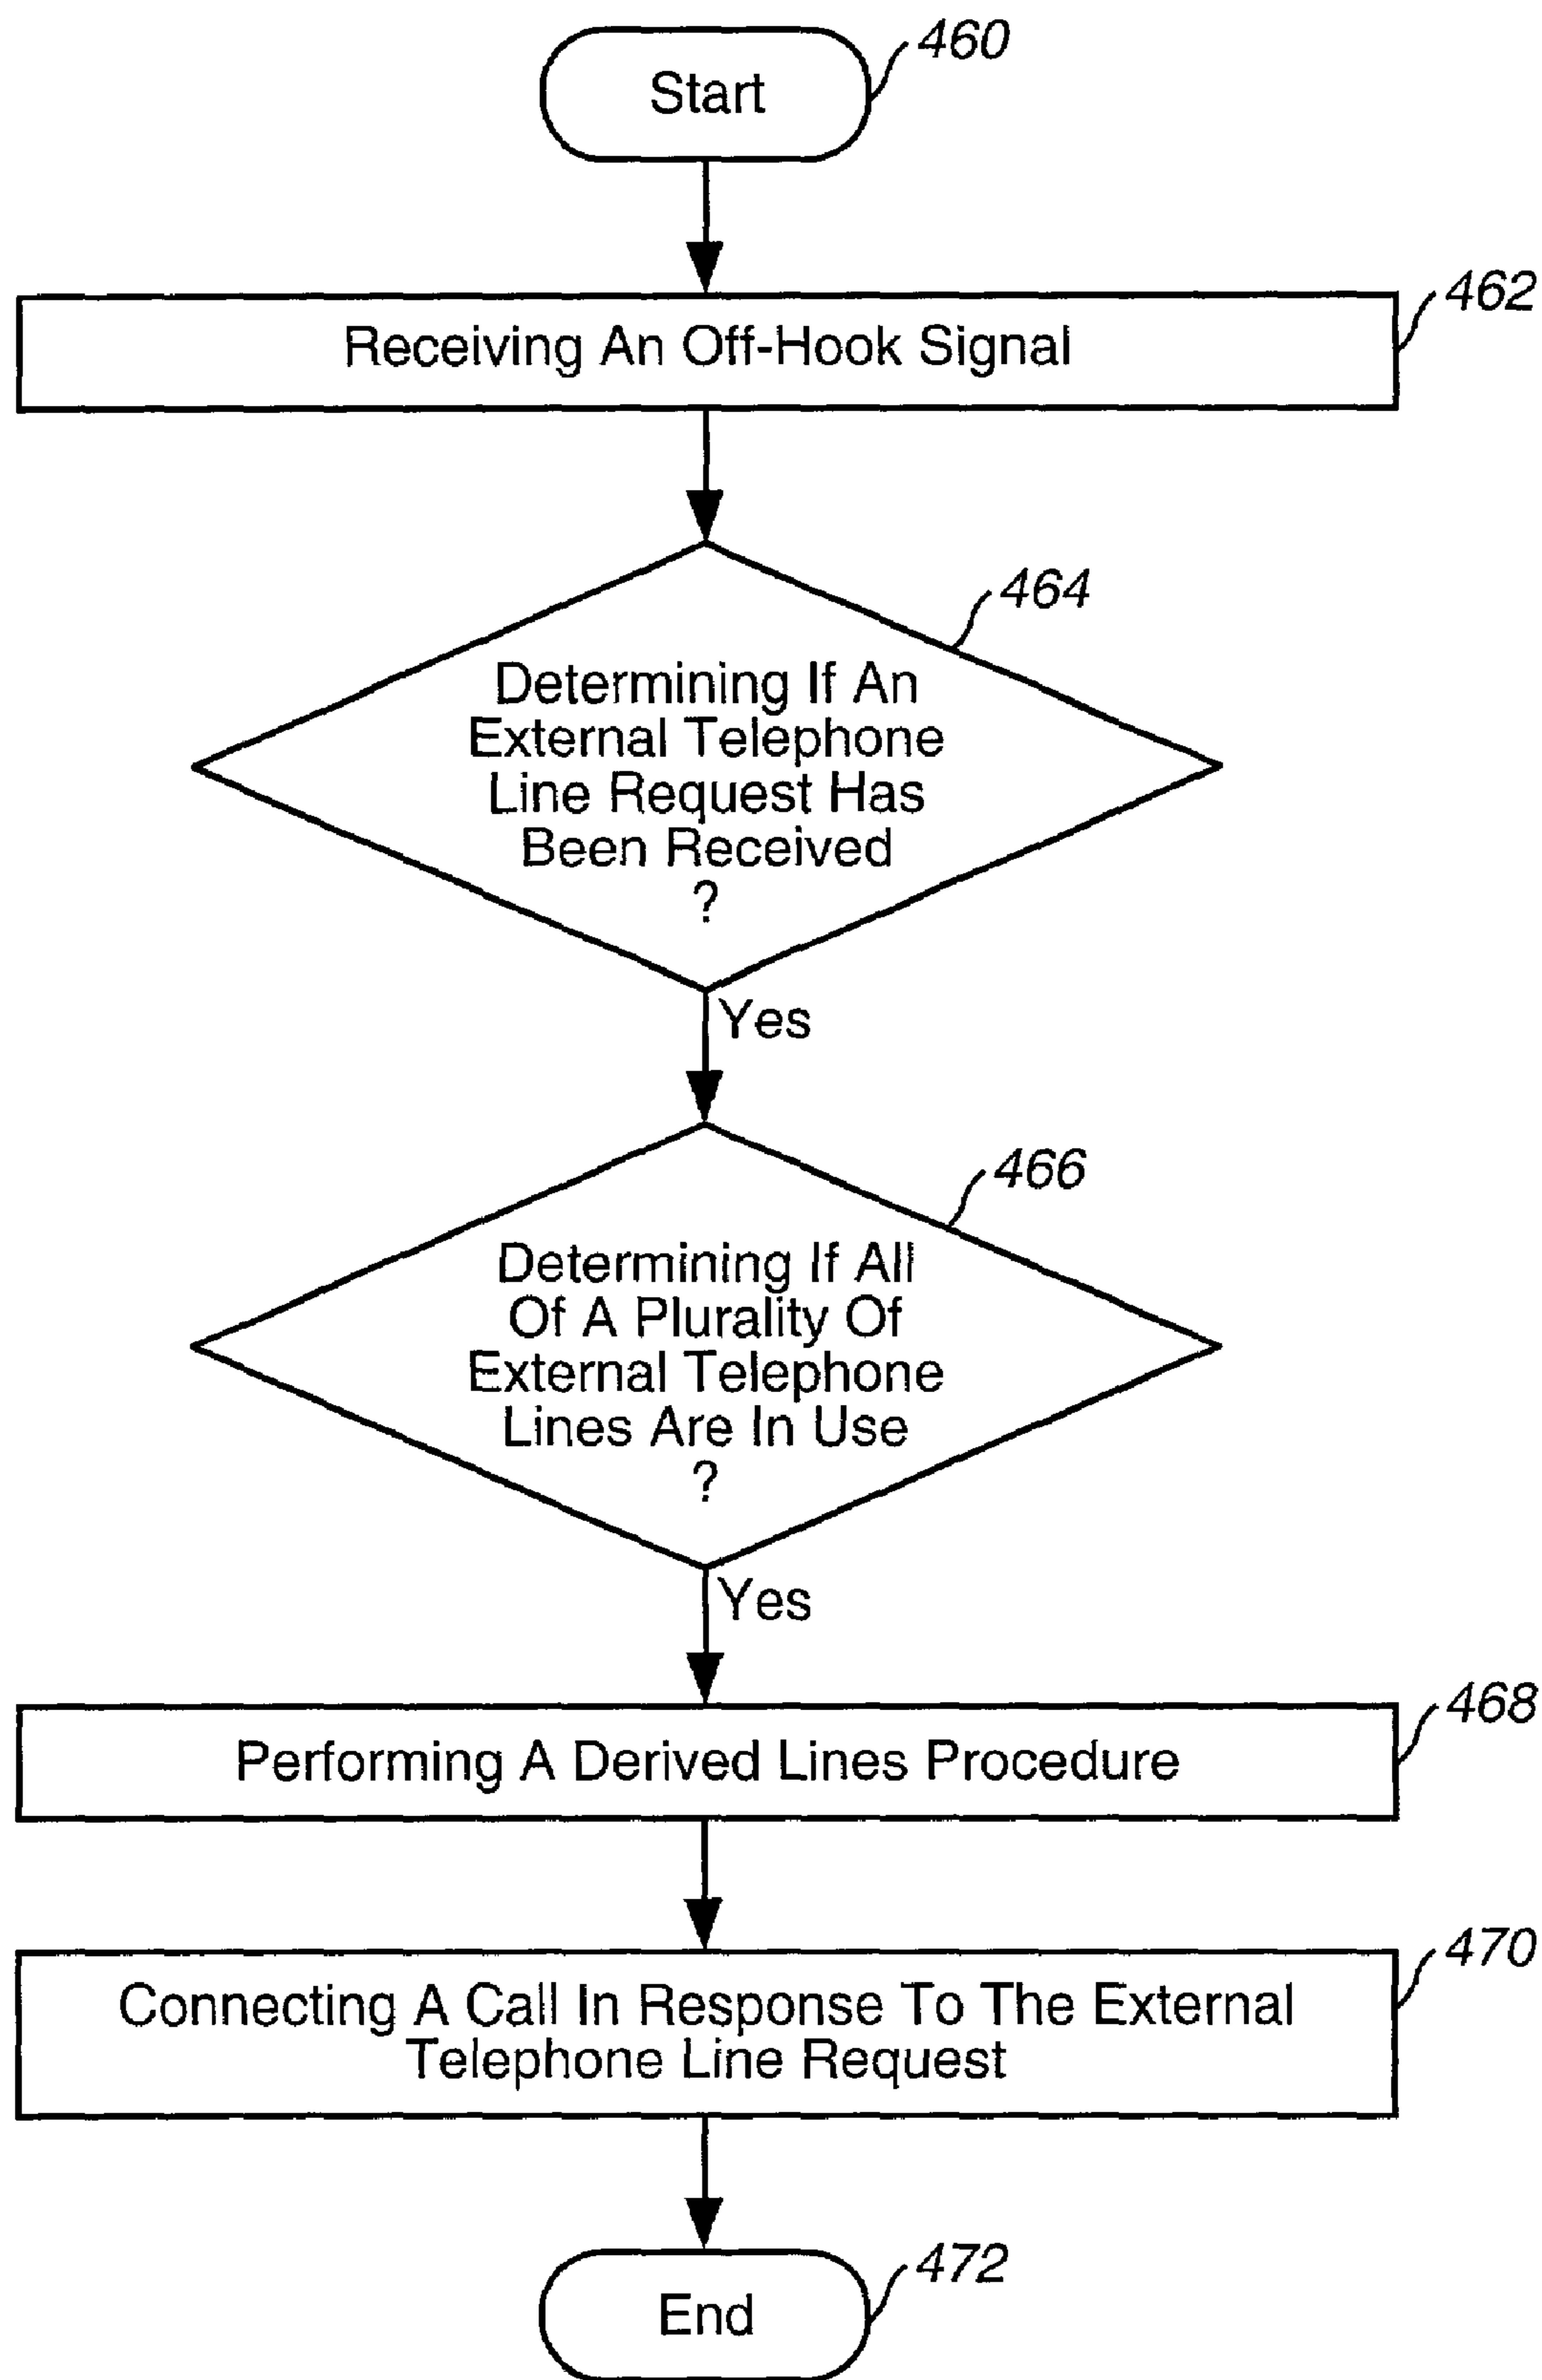 460
Start
462
Receiving An Off-Hook Signal
464
Determining If An
External Telephone
Line Request Has
Been Received
?
Yes
466
Determining If All
Of A Plurality Of
External Telephone
Lines Are In Use
?
Yes
468
Performing A Derived Lines Procedure
470
Connecting A Call In Response To The External
Telephone Line Request
472
End